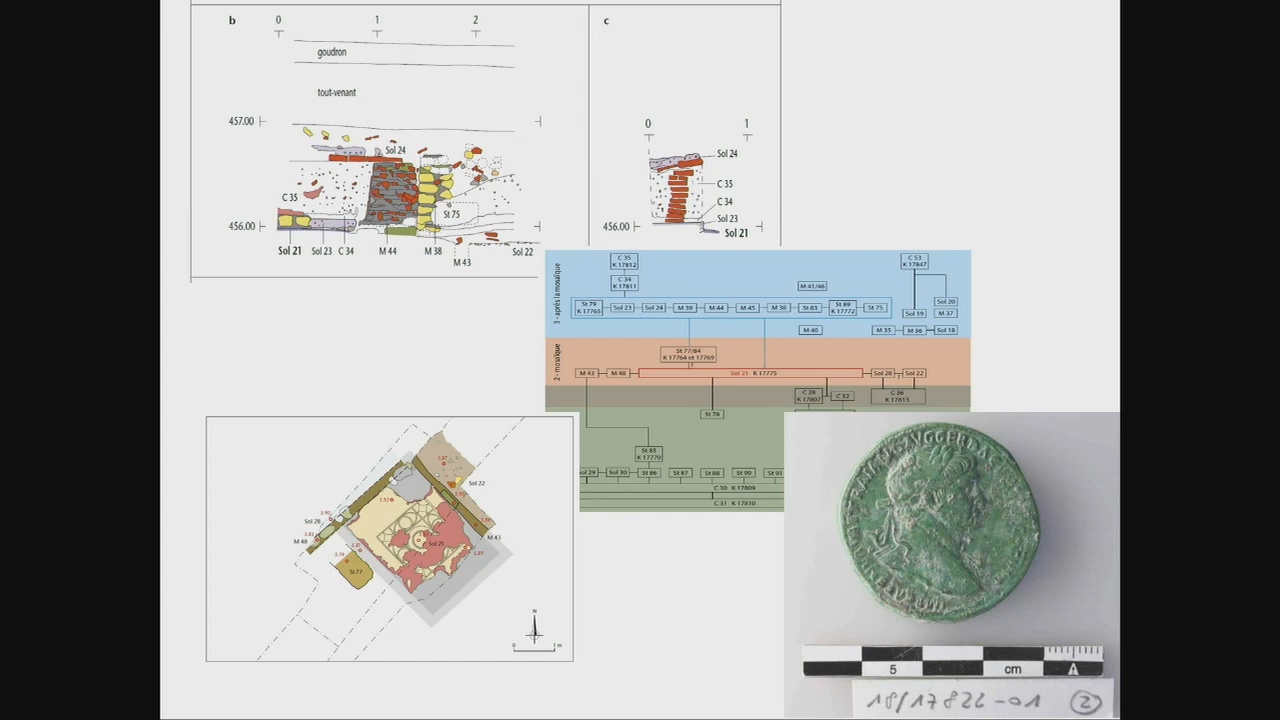 b
0 1 2
goudron
tout-venant
457.00
Sol 24
C 35
St 75
456.00
Sol 21 Sol 23 C 34 M 44 M 38 M 43 Sol 22
c
0 1
Sol 24
C 35
C 34
Sol 23
456.00
Sol 21
3 - après la mosaïque
C 35
K 17812
C 34
K 17811
C 53
K 17847
M 41/46
St 79
K 17765
Sol 23 Sol 24 M 39 M 44 M 45 M 38 St 83
St 89
K 17772
St 75
Sol 20
Sol 19 M 37
M 40 M 35 M 36 Sol 18
2 - mosaïque
St 77/84
K 17764 et 17769
?
M 43 M 48 Sol 21 K 17775 Sol 28 ? Sol 22
C 32
C 36
K 17813
St 78
St 85
K 17770
Sol 30 St 86 St 87 St 88 St 90 St 91
C 30 K 17809
C 31 K 17810
Sol 22
Sol 28
M 48
M 43
Sol 21
St 77
N
0 1 m
5 cm
18/17822-01 2